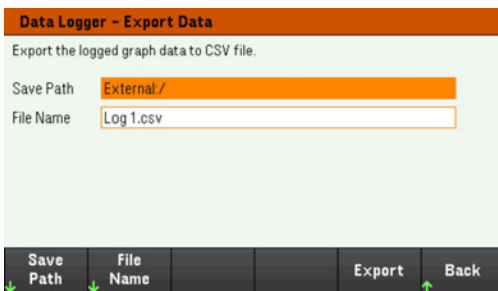 Data Logger - Export Data
Export the logged graph data to CSV file.
Save Path External:/
File Name Log 1.csv
Save Path
File Name
Export
Back